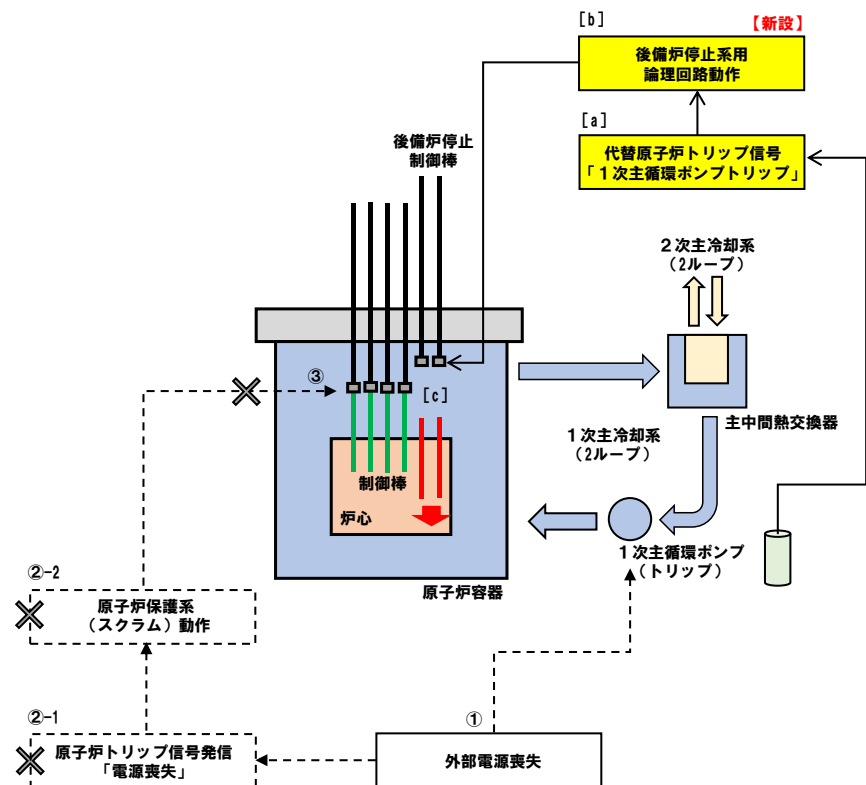 [b]
【新設】
後備炉停止系用
論理回路動作
[a]
代替原子炉トリップ信号
「１次主循環ポンプトリップ」
後備炉停止
制御棒
２次主冷却系
（2ループ）
③
[c]
主中間熱交換器
１次主冷却系
（2ループ）
制御棒
炉心
１次主循環ポンプ
（トリップ）
原子炉容器
②-2
原子炉保護系
（スクラム）動作
②-1
原子炉トリップ信号発信
「電源喪失」
①
外部電源喪失